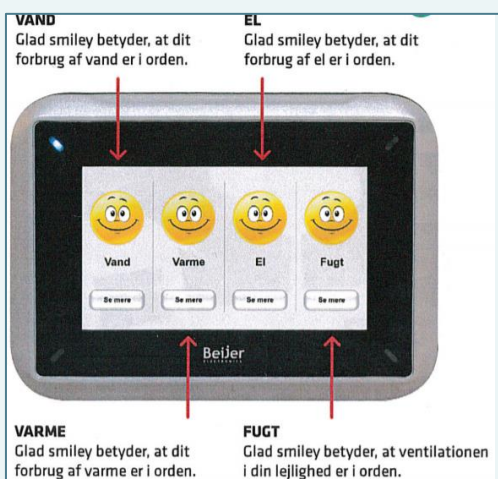 VAND
Glad smiley betyder, at dit
forbrug af vand er i orden.
EL
Glad smiley betyder, at dit
forbrug af el er i orden.
Vand
Varme
El
Fugt
Se mere
Se mere
Se mere
Se mere
Beijer
ELECTRONICS
VARME
Glad smiley betyder, at dit
forbrug af varme er i orden.
FUGT
Glad smiley betyder, at ventilationen
i din lejlighed er i orden.